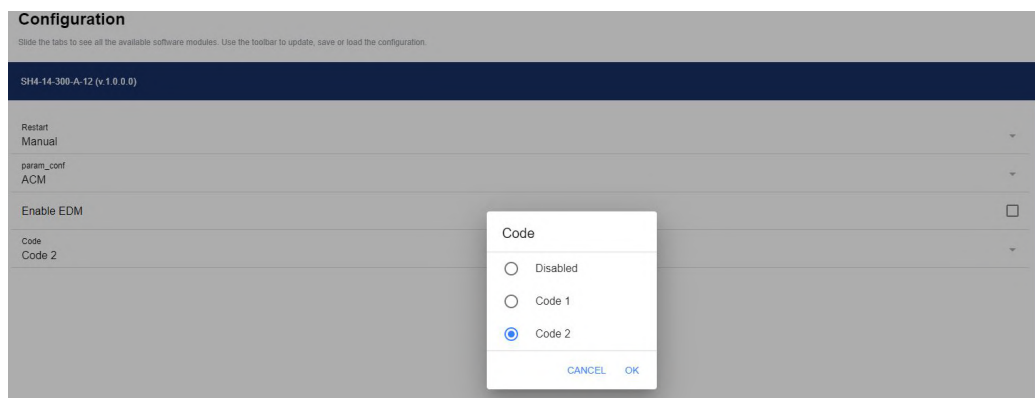 Configuration
Slide the tabs to see all the available software modules. Use the toolbar to update, save or load the configuration.
SH4-14-300-A-12 (v.1.0.0.0)
Restart
Manual
param_conf
ACM
Enable EDM
Code
Code 2
Code
Disabled
Code 1
Code 2
CANCEL OK